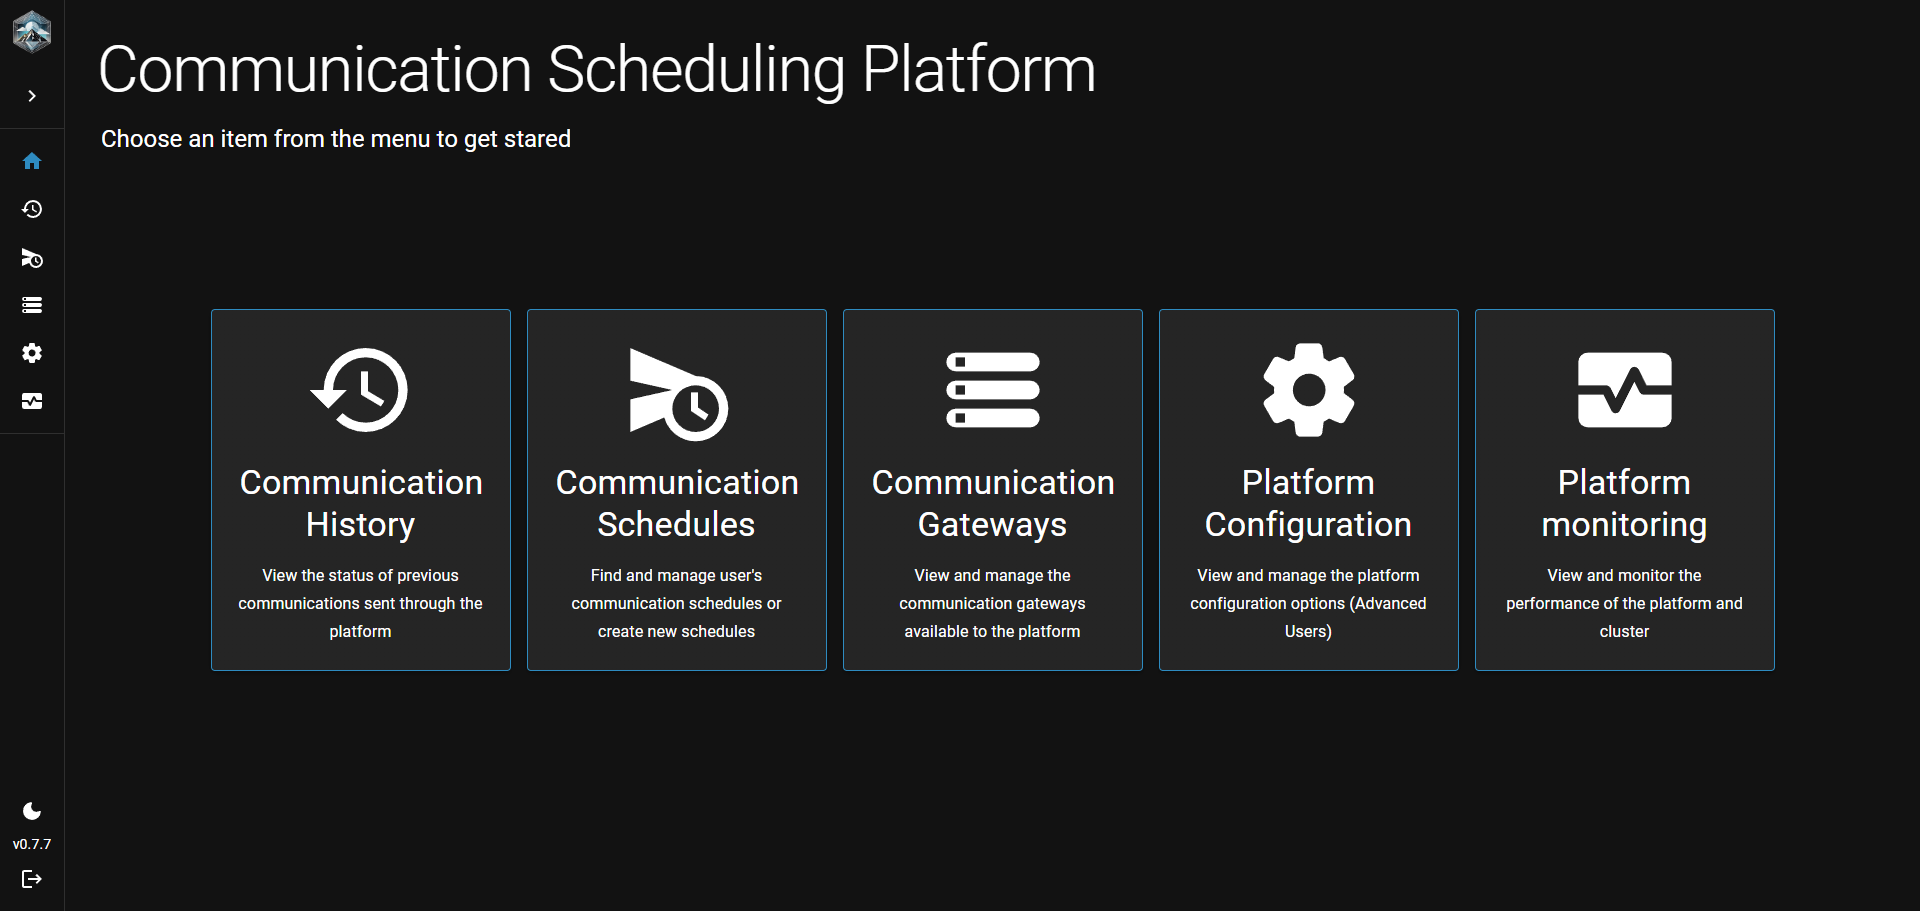 Communication Scheduling Platform
Choose an item from the menu to get stared
Communication
History
View the status of previous
communications sent through the
platform
Communication
Schedules
Find and manage user's
communication schedules or
create new schedules
Communication
Gateways
View and manage the
communication gateways
available to the platform
Platform
Configuration
View and manage the platform
configuration options (Advanced
Users)
Platform
monitoring
View and monitor the
performance of the platform and
cluster
v0.7.7